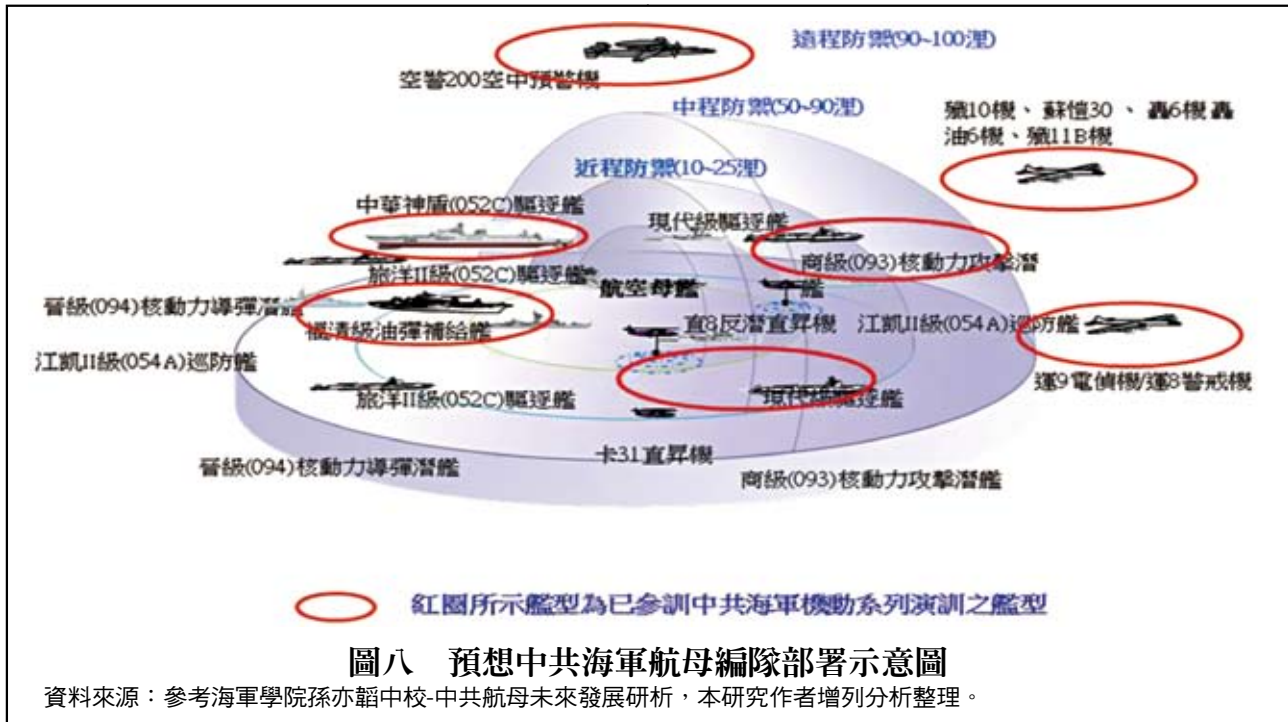 遠程防禦(90~100浬)
空警200空中預警機
中程防禦(50~90浬)
殲10機、蘇愷30、轟6機轟
油6機、殲11B機
近程防禦(10~25浬)
中華神盾(052C)驅逐艦
現代級驅逐艦
商級(093)核動力攻擊潛
艦
旅洋II級(052C)驅逐艦
航空母艦
晉級(094)核動力導彈潛艦
福清級油彈補給艦
直8反潛直昇機
江凱II級(054A)巡防艦
江凱II級(054A)巡防艦
運9電偵機/運8警戒機
旅洋II級(052C)驅逐艦
現代級驅逐艦
卡31直昇機
晉級(094)核動力導彈潛艦
商級(093)核動力攻擊潛艦
紅圈所示艦型為已參訓中共海軍機動系列演訓之艦型
圖八 預想中共海軍航母編隊部署示意圖
資料來源：參考海軍學院孫亦韜中校-中共航母未來發展研析，本研究作者增列分析整理。